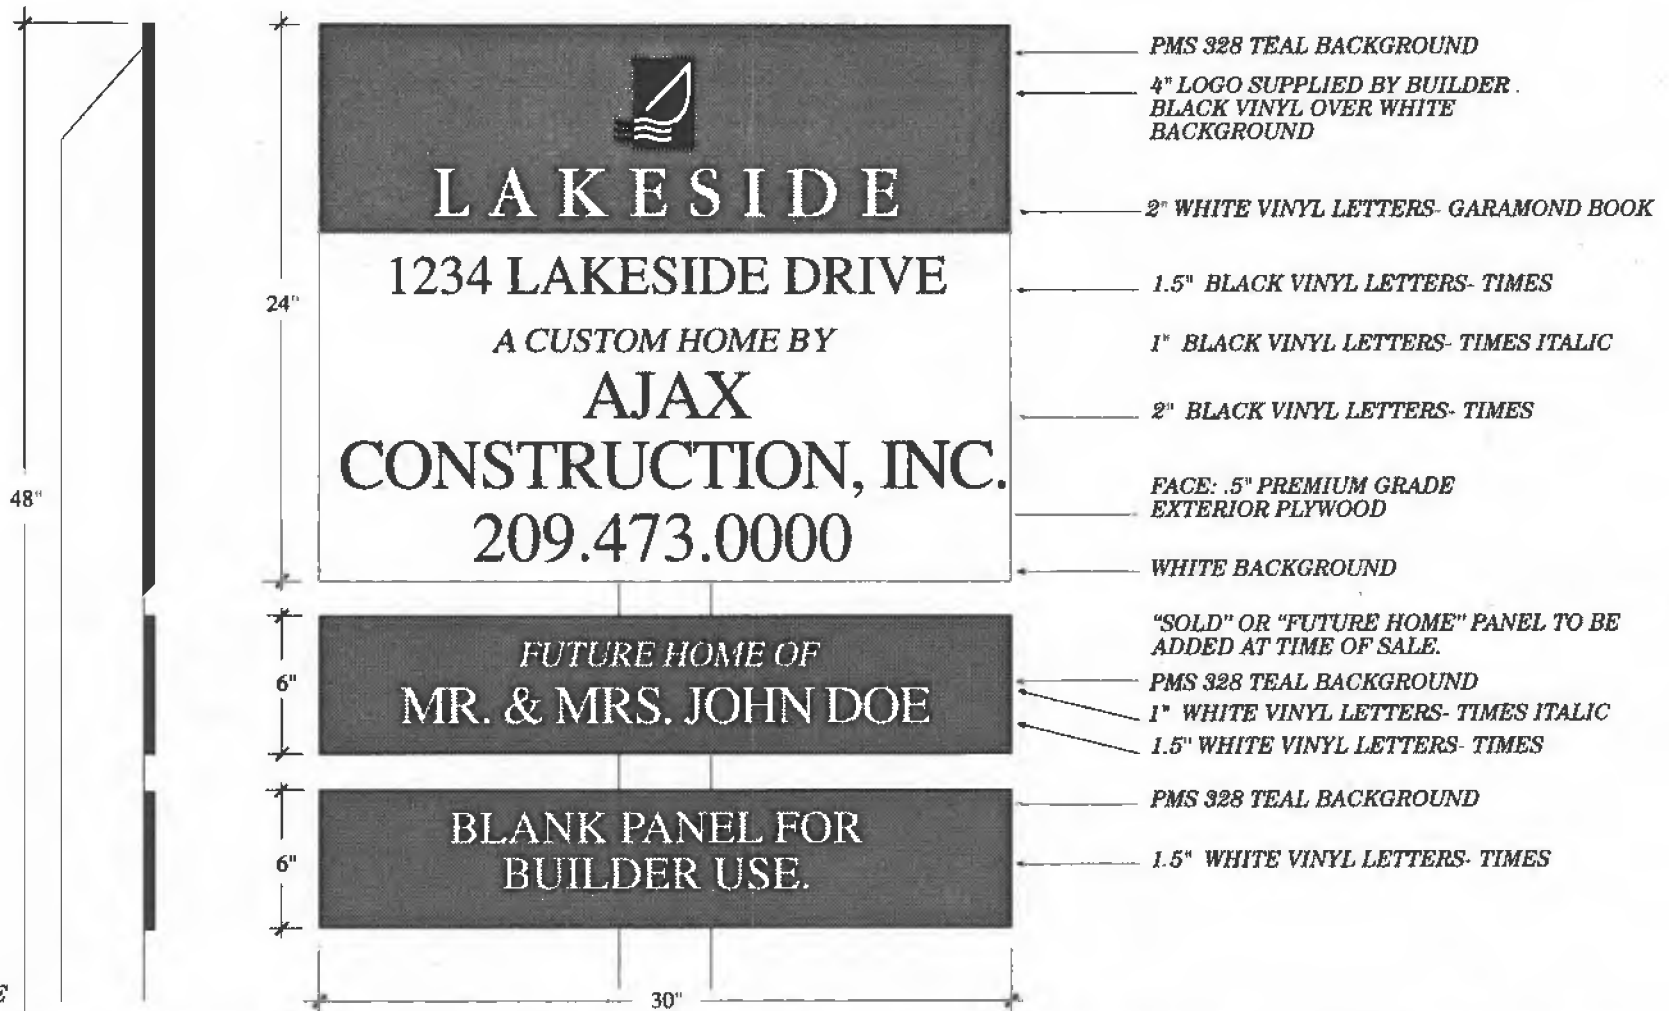 PMS 328 TEAL BACKGROUND
4" LOGO SUPPLIED BY BUILDER .
BLACK VINYL OVER WHITE
BACKGROUND
LAKESIDE
2" WHITE VINYL LETTERS- GARAMOND BOOK
1234 LAKESIDE DRIVE
1.5" BLACK VINYL LETTERS- TIMES
24"
A CUSTOM HOME BY
1" BLACK VINYL LETTERS- TIMES ITALIC
AJAX
2" BLACK VINYL LETTERS- TIMES
CONSTRUCTION, INC.
48"
FACE: .5" PREMIUM GRADE
EXTERIOR PLYWOOD
209.473.0000
WHITE BACKGROUND
"SOLD" OR "FUTURE HOME" PANEL TO BE
ADDED AT TIME OF SALE.
FUTURE HOME OF
6"
PMS 328 TEAL BACKGROUND
MR. & MRS. JOHN DOE
1" WHITE VINYL LETTERS- TIMES ITALIC
1.5" WHITE VINYL LETTERS- TIMES
PMS 328 TEAL BACKGROUND
BLANK PANEL FOR
BUILDER USE.
6"
1.5" WHITE VINYL LETTERS- TIMES
E
30"